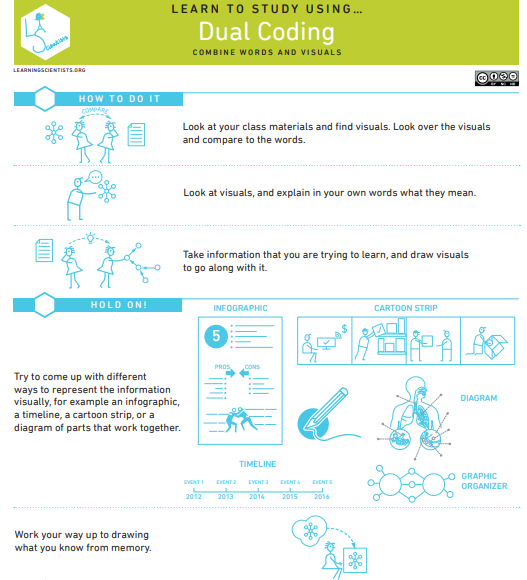 LEARN TO STUDY USING…
Dual Coding
COMBINE WORDS AND VISUALS
LEARNINGSCIENTISTS.ORG
HOW TO DO IT
COMPARE
Look at your class materials and find visuals. Look over the visuals
and compare to the words.
Look at visuals, and explain in your own words what they mean.
Take information that you are trying to learn, and draw visuals
to go along with it.
HOLD ON!
INFOGRAPHIC
CARTOON STRIP
5
$
PROS
CONS
Try to come up with different
ways to represent the information
visually, for example an infographic,
a timeline, a cartoon strip, or a
diagram of parts that work together.
DIAGRAM
TIMELINE
EVENT 1 EVENT 2 EVENT 3 EVENT 4 EVENT 5
2012 2013 2014 2015 2016
GRAPHIC
ORGANIZER
Work your way up to drawing
what you know from memory.